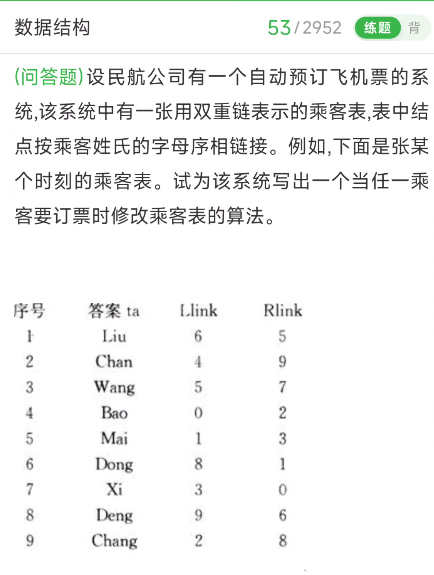 数据结构
53/2952 练题 背
(问答题)设民航公司有一个自动预订飞机票的系
统,该系统中有一张用双重链表示的乘客表,表中结
点按乘客姓氏的字母序相链接。例如,下面是张某
个时刻的乘客表。试为该系统写出一个当任一乘
客要订票时修改乘客表的算法。
序号 答案 ta Llink Rlink
1 Liu 6 5
2 Chan 4 9
3 Wang 5 7
4 Bao 0 2
5 Mai 1 3
6 Dong 8 1
7 Xi 3 0
8 Deng 9 6
9 Chang 2 8